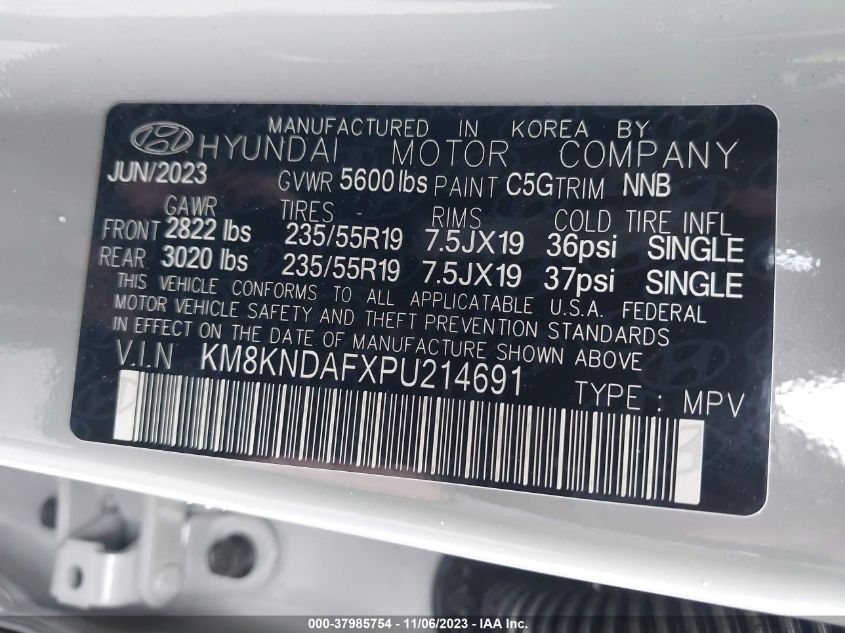 MANUFACTURED IN KOREA BY
HYUNDAI MOTOR COMPANY
JUN/2023 GVWR 5600 lbs PAINT C5G TRIM NNB
GAWR TIRES RIMS COLD TIRE INFL
FRONT 2822 lbs 235/55R19 7.5JX19 36psi SINGLE
REAR 3020 lbs 235/55R19 7.5JX19 37psi SINGLE
THIS VEHICLE CONFORMS TO ALL APPLICATABLE U.S.A. FEDERAL
MOTOR VEHICLE SAFETY AND THEFT PREVENTION STANDARDS
IN EFFECT ON THE DATE OF MANUFACTURE SHOWN ABOVE
V.I.N KM8KNDAFXPU214691
TYPE : MPV
000-37985754 - 11/06/2023 - IAA Inc.